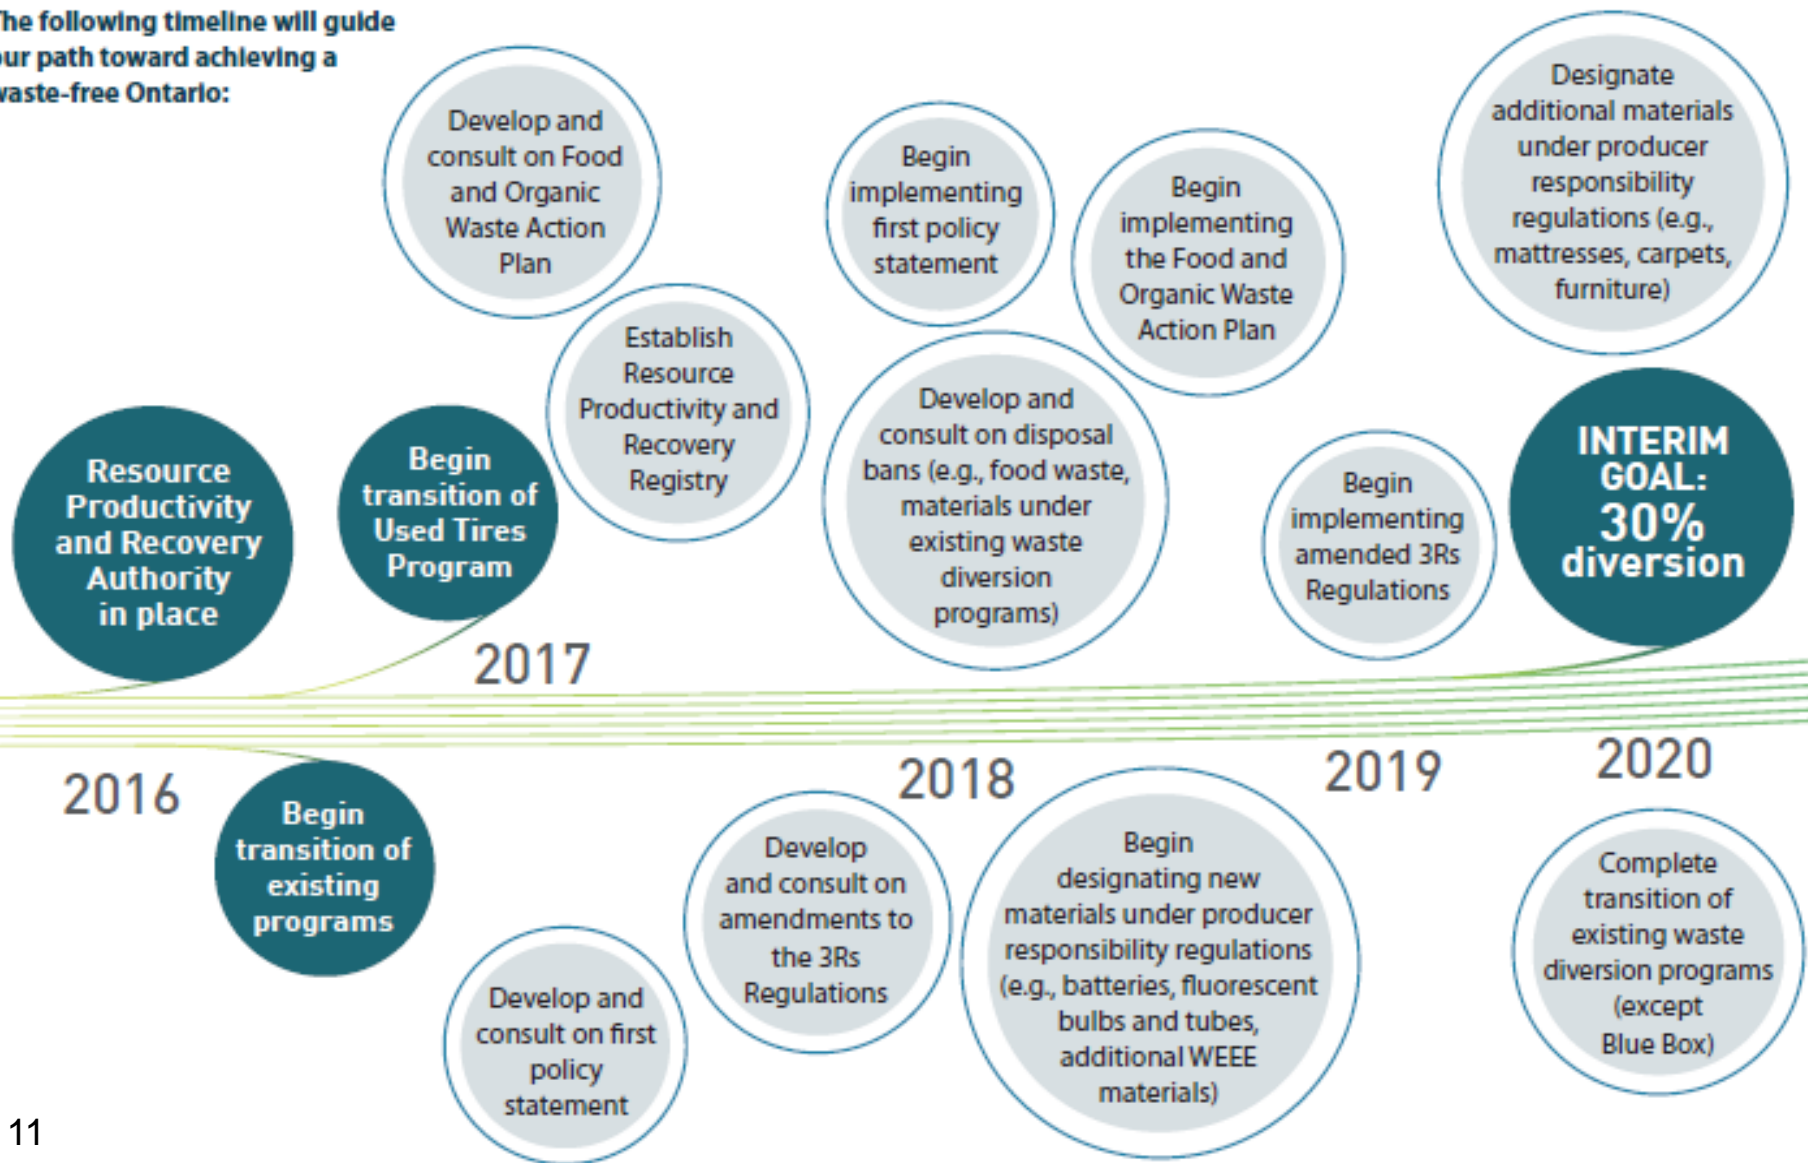 The following timeline will guide
our path toward achieving a
waste-free Ontario:
Develop and
consult on Food
and Organic
Waste Action
Plan
Begin
implementing
first policy
statement
Begin
implementing
the Food and
Organic Waste
Action Plan
Designate
additional materials
under producer
responsibility
regulations (e.g.,
mattresses, carpets,
furniture)
Resource
Productivity
and Recovery
Authority
in place
Begin
transition of
Used Tires
Program
Establish
Resource
Productivity and
Recovery
Registry
Develop and
consult on disposal
bans (e.g., food waste,
materials under
existing waste
diversion
programs)
Begin
implementing
amended 3Rs
Regulations
INTERIM
GOAL:
30%
diversion
2017
2016
2018
2019
2020
Begin
transition of
existing
programs
Develop and
consult on first
policy
statement
Develop
and consult on
amendments to
the 3Rs
Regulations
Begin
designating new
materials under producer
responsibility regulations
(e.g., batteries, fluorescent
bulbs and tubes,
additional WEEE
materials)
Complete
transition of
existing waste
diversion programs
(except
Blue Box)
11